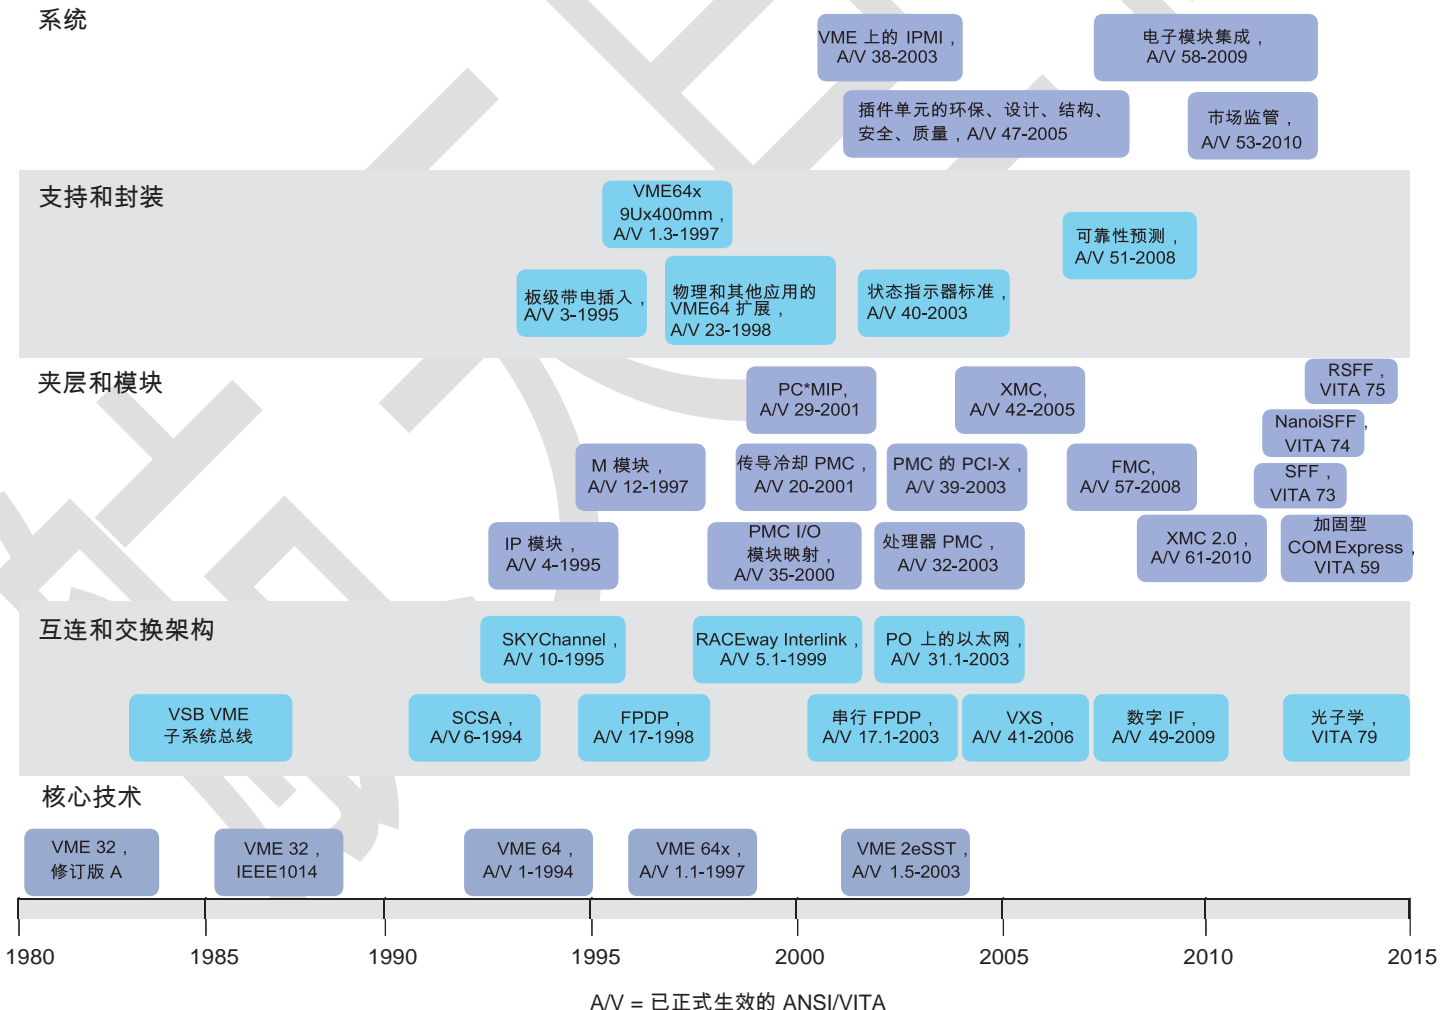 系统
VME 上的 IPMI，
A/V 38-2003
电子模块集成，
A/V 58-2009
插件单元的环保、设计、结构、
安全、质量，A/V 47-2005
市场监管，
A/V 53-2010
支持和封装
VME64x
9Ux400mm，
A/V 1.3-1997
可靠性预测，
A/V 51-2008
板级带电插入，
A/V 3-1995
物理和其他应用的
VME64 扩展，
A/V 23-1998
状态指示器标准，
A/V 40-2003
夹层和模块
PC*MIP,
A/V 29-2001
XMC,
A/V 42-2005
RSFF，
VITA 75
NanoiSFF，
VITA 74
M 模块，
A/V 12-1997
传导冷却 PMC，
A/V 20-2001
PMC 的 PCI-X，
A/V 39-2003
FMC,
A/V 57-2008
SFF，
VITA 73
IP 模块，
A/V 4-1995
PMC I/O
模块映射，
A/V 35-2000
处理器 PMC，
A/V 32-2003
XMC 2.0，
A/V 61-2010
加固型
COM Express，
VITA 59
互连和交换架构
SKYChannel，
A/V 10-1995
RACEway Interlink，
A/V 5.1-1999
PO 上的以太网，
A/V 31.1-2003
VSB VME
子系统总线
SCSA，
A/V 6-1994
FPDP，
A/V 17-1998
串行 FPDP，
A/V 17.1-2003
VXS，
A/V 41-2006
数字 IF，
A/V 49-2009
光子学，
VITA 79
核心技术
VME 32，
修订版 A
VME 32，
IEEE1014
VME 64，
A/V 1-1994
VME 64x，
A/V 1.1-1997
VME 2eSST，
A/V 1.5-2003
1980 1985 1990 1995 2000 2005 2010 2015
A/V = 已正式生效的 ANSI/VITA